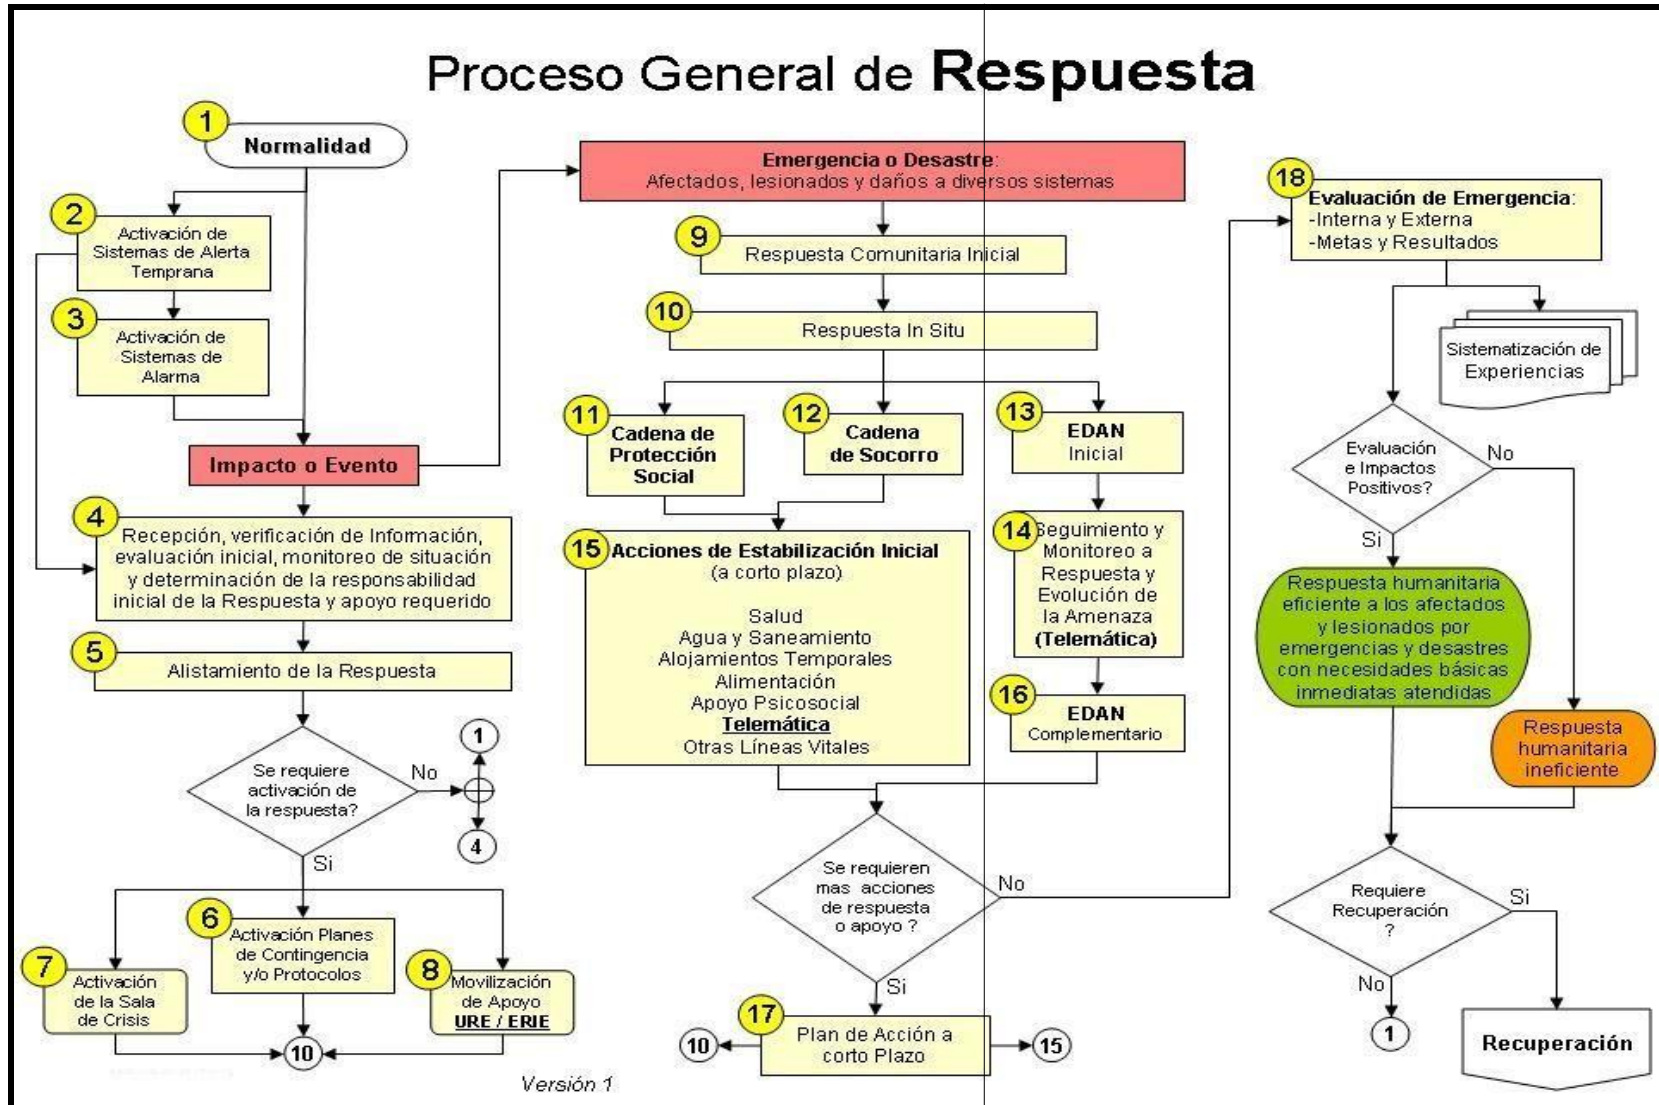 Proceso General de Respuesta
1
Normalidad
2
Activación de
Sistemas de Alerta
Temprana
3
Activación de
Sistemas de
Alarma
Impacto o Evento
4
Recepción, verificación de Información,
evaluación inicial, monitoreo de situación
y determinación de la responsabilidad
inicial de la Respuesta y apoyo requerido
5
Alistamiento de la Respuesta
Se requiere
activación de
la respuesta?
No
1
4
Si
6
Activación Planes
de Contingencia
y/o Protocolos
7
Activación
de la Sala
de Crisis
8
Movilización
de Apoyo
URE / ERIE
10
Emergencia o Desastre:
Afectados, lesionados y daños a diversos sistemas
9
Respuesta Comunitaria Inicial
10
Respuesta In Situ
11
Cadena de
Protección
Social
12
Cadena
de Socorro
13
EDAN
Inicial
14
Seguimiento y
Monitoreo a
Respuesta y
Evolución de
la Amenaza
(Telemática)
15
Acciones de Estabilización Inicial
(a corto plazo)
Salud
Agua y Saneamiento
Alojamientos Temporales
Alimentación
Apoyo Psicosocial
Telemática
Otras Líneas Vitales
16
EDAN
Complementario
Se requieren
mas acciones
de respuesta
o apoyo ?
No
Si
17
Plan de Acción a
corto Plazo
10
15
18
Evaluación de Emergencia:
-Interna y Externa
-Metas y Resultados
Sistematización de
Experiencias
Evaluación
e Impactos
Positivos?
No
Si
Respuesta humanitaria
eficiente a los afectados
y lesionados por
emergencias y desastres
con necesidades básicas
inmediatas atendidas
Respuesta
humanitaria
ineficiente
Requiere
Recuperación
?
Si
No
1
Recuperación
Versión 1